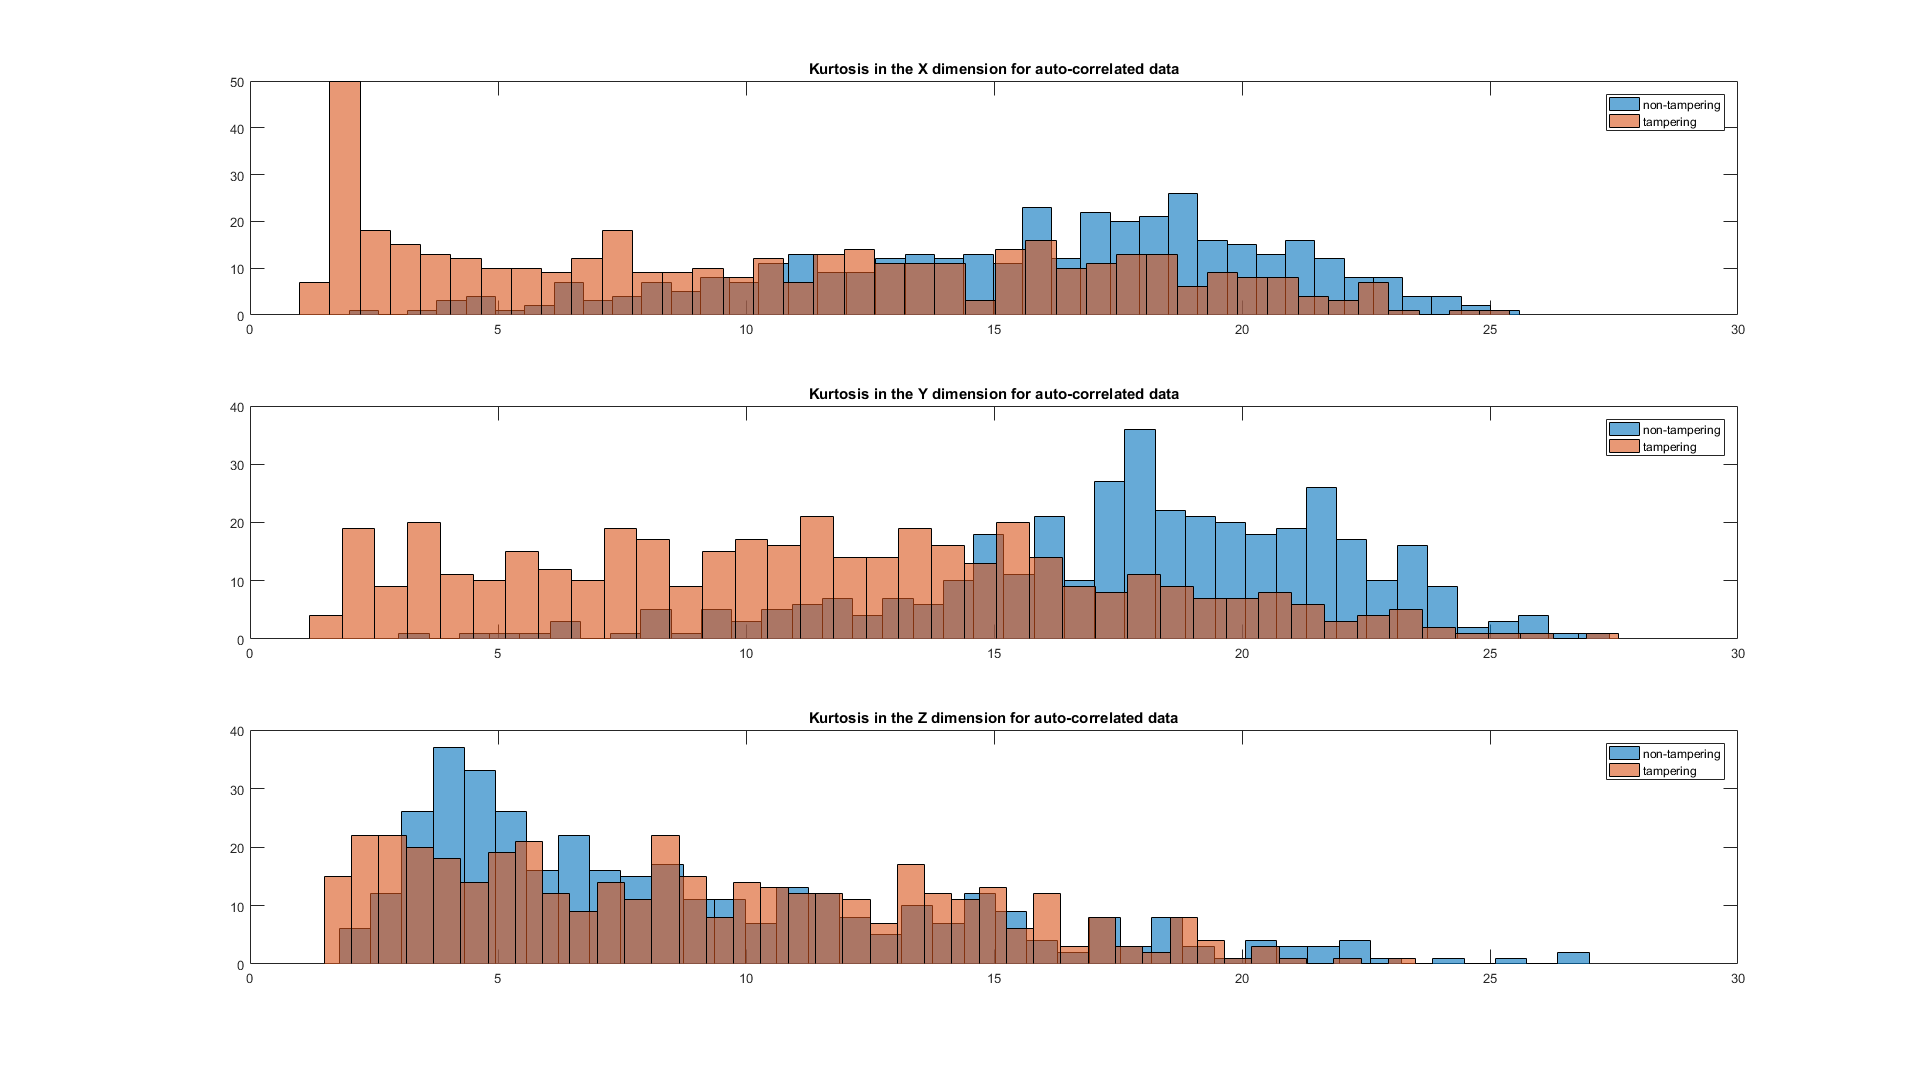 Kurtosis in the X dimension for auto-correlated data
50
40
30
20
10
0
non-tampering
tampering
0 5 10 15 20 25 30
Kurtosis in the Y dimension for auto-correlated data
40
30
20
10
0
non-tampering
tampering
0 5 10 15 20 25 30
Kurtosis in the Z dimension for auto-correlated data
40
30
20
10
0
non-tampering
tampering
0 5 10 15 20 25 30